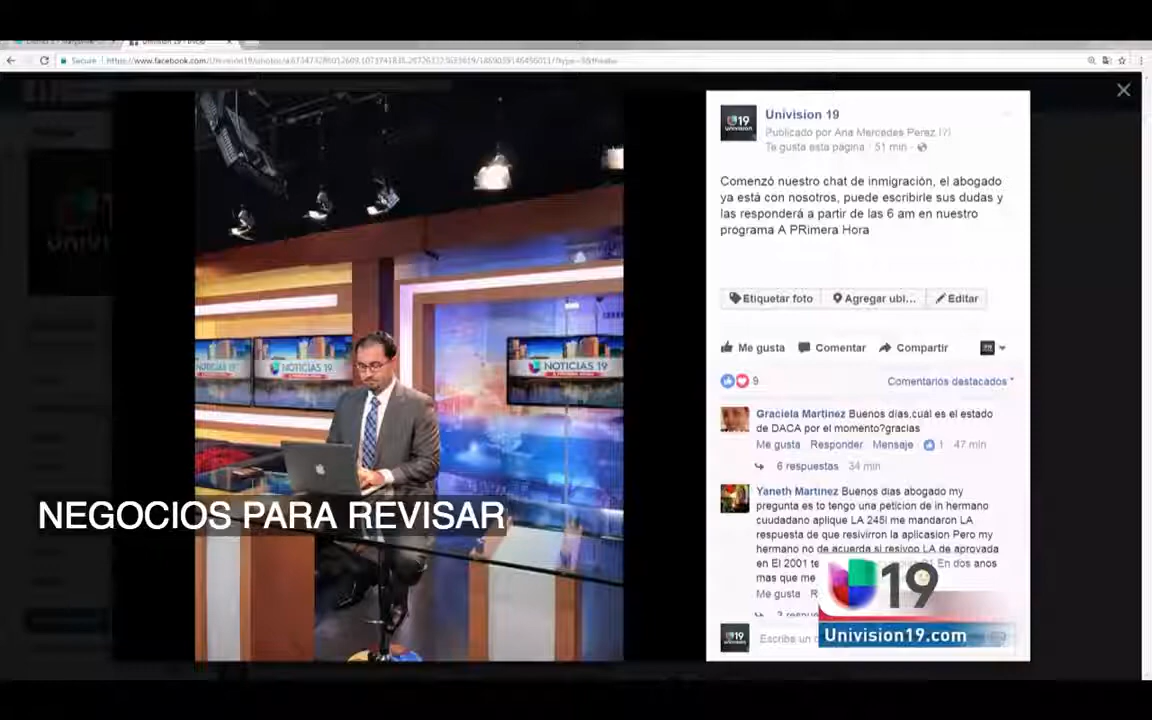 Secure
Univision 19
Publicado por Ana Mercedes Perez [?]
Te gusta esta página · 51 min ·
Comenzó nuestro chat de inmigración, el abogado
ya está con nosotros, puede escribirle sus dudas y
las responderá a partir de las 6 am en nuestro
programa A PRimera Hora
Etiquetar foto
Agregar ubi...
Editar
Me gusta
Comentar
Compartir
9
Comentarios destacados
Graciela Martinez Buenos días,cuál es el estado
de DACA por el momento?gracias
Me gusta Responder Mensaje 1 47 min
6 respuestas 34 min
Yaneth Martinez Buenos dias abogado my
pregunta es to tengo una peticion de in hermano
cuudadano aplique LA 245I me mandaron LA
respuesta de que resivirron la aplicasion Pero my
hermano no de acuerda si resivoo LA de aprovada
en El 2001 te
En dos anos
mas que me
Me gusta
Escribe un
19
Univision19.com
NOTICIAS 19
NOTICIAS 19
NEGOCIOS PARA REVISAR